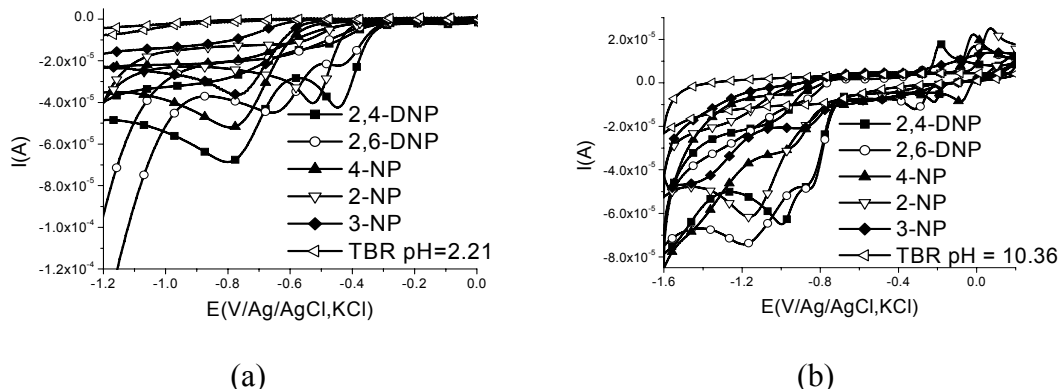 0.0
-2.0x10⁻⁵
-4.0x10⁻⁵
-6.0x10⁻⁵
-8.0x10⁻⁵
-1.0x10⁻⁴
-1.2x10⁻⁴
I(A)
2,4-DNP
2,6-DNP
4-NP
2-NP
3-NP
TBR pH=2.21
-1.2 -1.0 -0.8 -0.6 -0.4 -0.2 0.0
E(V/Ag/AgCl,KCl)
(a)
2.0x10⁻⁵
0.0
-2.0x10⁻⁵
-4.0x10⁻⁵
-6.0x10⁻⁵
-8.0x10⁻⁵
I(A)
2,4-DNP
2,6-DNP
4-NP
2-NP
3-NP
TBR pH = 10.36
-1.6 -1.2 -0.8 -0.4 0.0
E(V/Ag/AgCl,KCl)
(b)